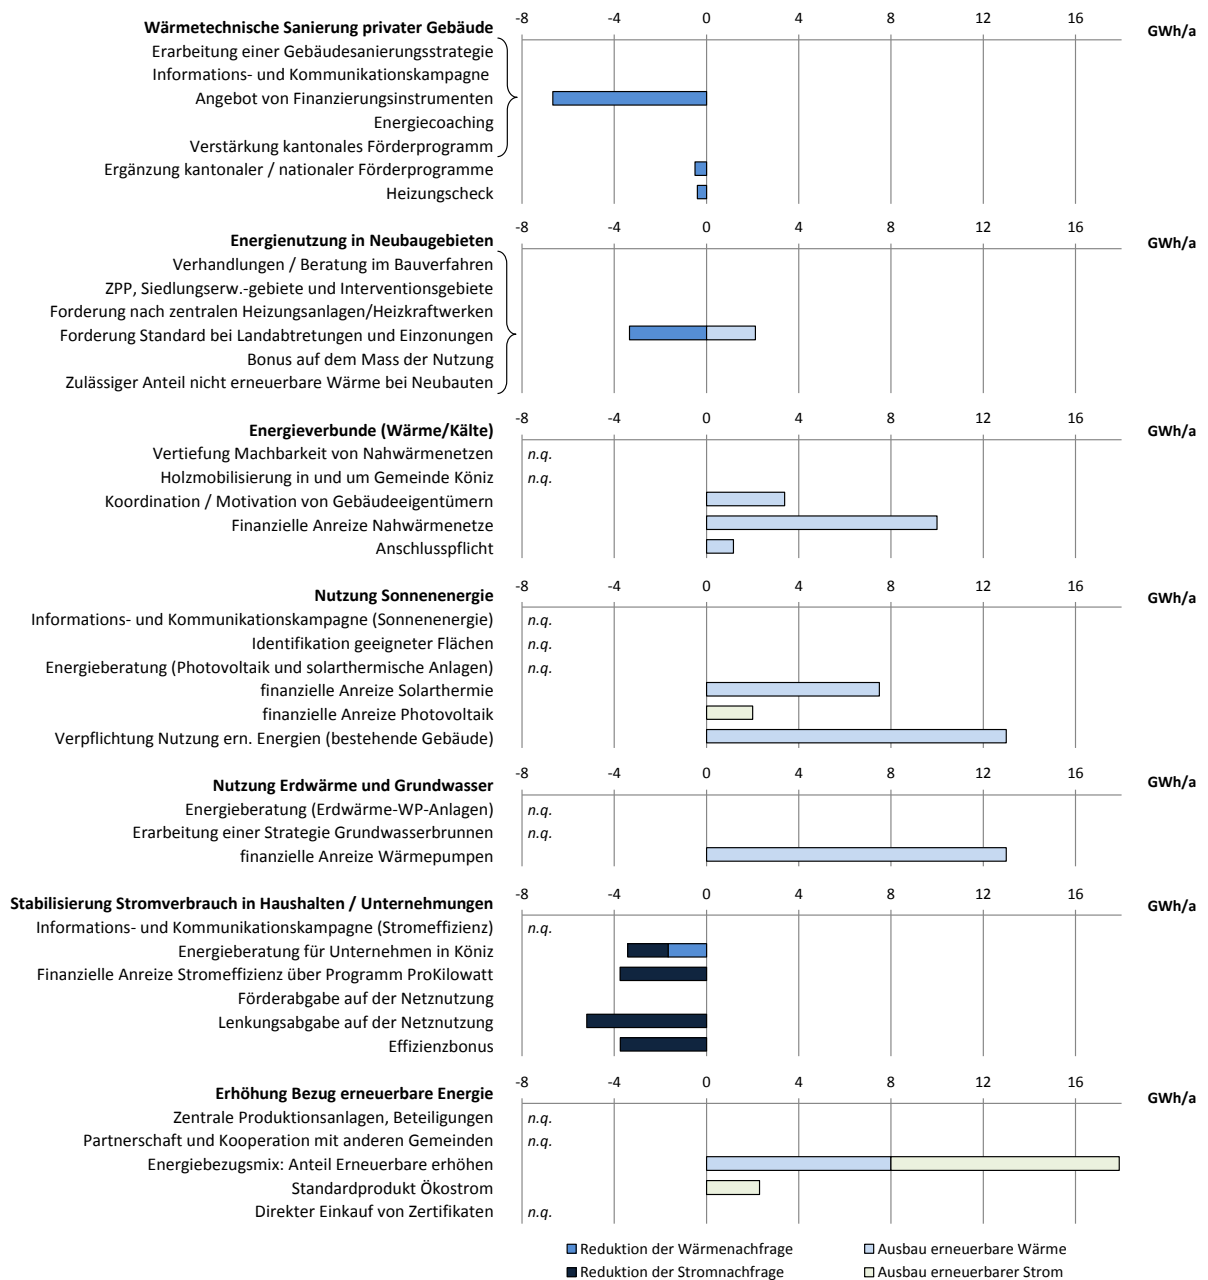 -8 -4 0 4 8 12 16
Wärmetechnische Sanierung privater Gebäude GWh/a
Erarbeitung einer Gebäudesanierungsstrategie
Informations- und Kommunikationskampagne
Angebot von Finanzierungsinstrumenten
Energiecoaching
Verstärkung kantonales Förderprogramm
Ergänzung kantonaler / nationaler Förderprogramme
Heizungscheck
-8 -4 0 4 8 12 16
Energienutzung in Neubaugebieten GWh/a
Verhandlungen / Beratung im Bauverfahren
ZPP, Siedlungserw.-gebiete und Interventionsgebiete
Forderung nach zentralen Heizungsanlagen/Heizkraftwerken
Forderung Standard bei Landabtretungen und Einzonungen
Bonus auf dem Mass der Nutzung
Zulässiger Anteil nicht erneuerbare Wärme bei Neubauten
-8 -4 0 4 8 12 16
Energieverbunde (Wärme/Kälte) GWh/a
Vertiefung Machbarkeit von Nahwärmenetzen n.q.
Holzmobilisierung in und um Gemeinde Köniz n.q.
Koordination / Motivation von Gebäudeeigentümern
Finanzielle Anreize Nahwärmenetze
Anschlusspflicht
-8 -4 0 4 8 12 16
Nutzung Sonnenenergie GWh/a
Informations- und Kommunikationskampagne (Sonnenenergie) n.q.
Identifikation geeigneter Flächen n.q.
Energieberatung (Photovoltaik und solarthermische Anlagen) n.q.
finanzielle Anreize Solarthermie
finanzielle Anreize Photovoltaik
Verpflichtung Nutzung ern. Energien (bestehende Gebäude)
-8 -4 0 4 8 12 16
Nutzung Erdwärme und Grundwasser GWh/a
Energieberatung (Erdwärme-WP-Anlagen) n.q.
Erarbeitung einer Strategie Grundwasserbrunnen n.q.
finanzielle Anreize Wärmepumpen
-8 -4 0 4 8 12 16
Stabilisierung Stromverbrauch in Haushalten / Unternehmungen GWh/a
Informations- und Kommunikationskampagne (Stromeffizienz) n.q.
Energieberatung für Unternehmen in Köniz
Finanzielle Anreize Stromeffizienz über Programm ProKilowatt
Förderabgabe auf der Netznutzung
Lenkungsabgabe auf der Netznutzung
Effizienzbonus
-8 -4 0 4 8 12 16
Erhöhung Bezug erneuerbare Energie GWh/a
Zentrale Produktionsanlagen, Beteiligungen n.q.
Partnerschaft und Kooperation mit anderen Gemeinden n.q.
Energiebezugsmix: Anteil Erneuerbare erhöhen
Standardprodukt Ökostrom
Direkter Einkauf von Zertifikaten n.q.
Reduktion der Wärmenachfrage Ausbau erneuerbare Wärme
Reduktion der Stromnachfrage Ausbau erneuerbarer Strom